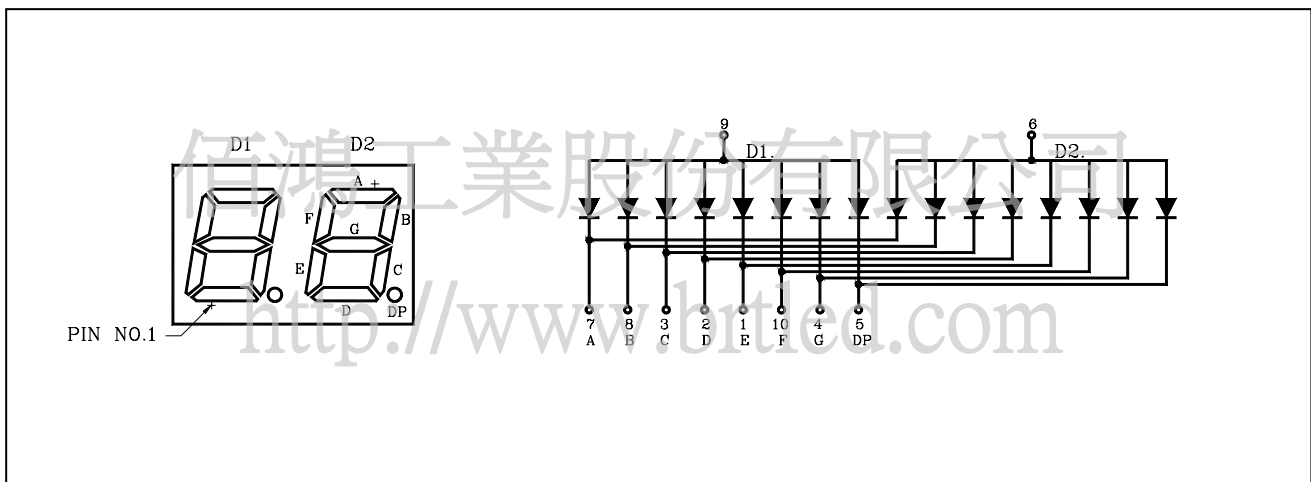 佰鴻工業股份有限公司
http://www.britled.com
D1 D2
A
F B
G
E C
D DP
PIN NO.1
9 6
D1. D2.
7 8 3 2 1 10 4 5
A B C D E F G DP